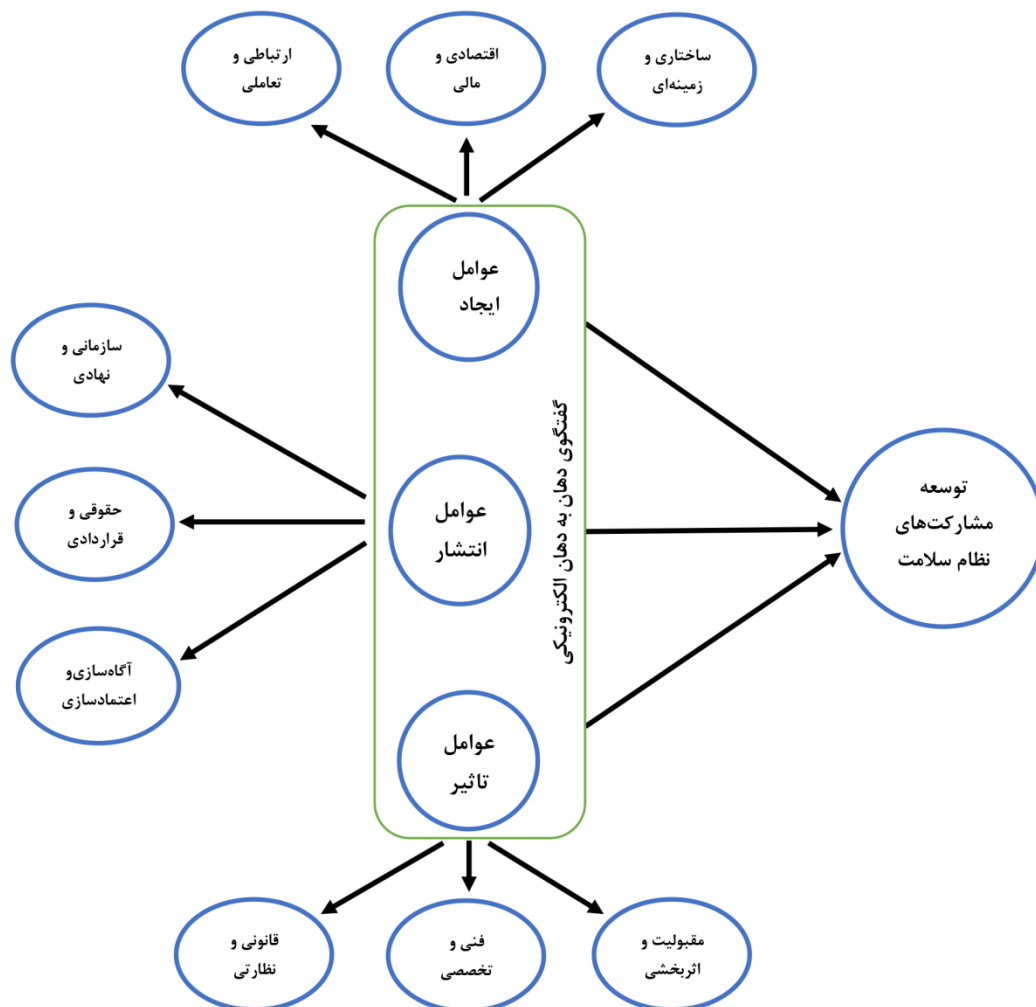 ساختاری و
زمینه‌ای
اقتصادی و
مالی
ارتباطی و
تعاملی
عوامل
ایجاد
سازمانی و
نهادی
گفتگوی دهان به دهان الکترونیکی
توسعه
مشارکت‌های
نظام سلامت
عوامل
انتشار
حقوقی و
قراردادی
آگاه‌سازی‌و
اعتمادسازی
عوامل
تاثیر
مقبولیت و
اثربخشی
فنی و
تخصصی
قانونی و
نظارتی